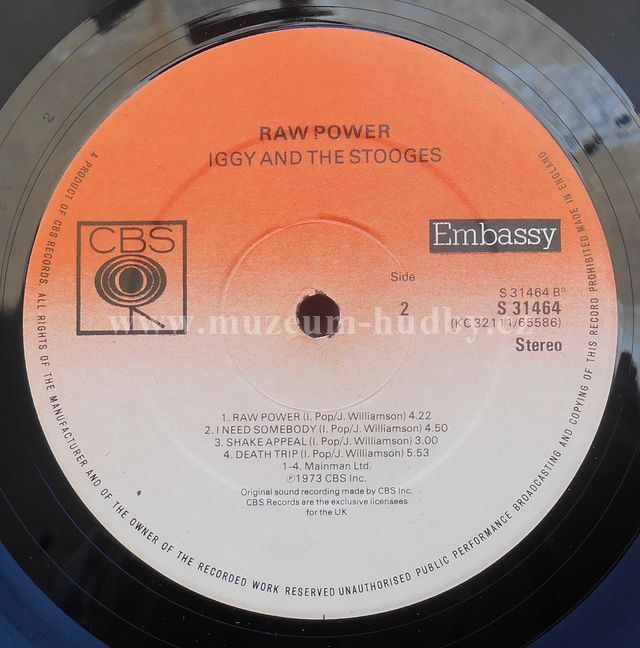 RAW POWER
IGGY AND THE STOOGES
CBS
Embassy
Side
2
S 31464 B°
S 31464
(KC32111/65586)
Stereo
www.muzeum-hudby.cz
1. RAW POWER (I. Pop/J. Williamson) 4.22
2. I NEED SOMEBODY (I. Pop/J. Williamson) 4.50
3. SHAKE APPEAL (I. Pop/J. Williamson) 3.00
4. DEATH TRIP (I. Pop/J. Williamson) 5.53
1-4. Mainman Ltd.
℗1973 CBS Inc.
Original sound recording made by CBS Inc.
CBS Records are the exclusive licensees
for the UK
A PRODUCT OF CBS RECORDS. ALL RIGHTS OF THE MANUFACTURER AND OF THE OWNER OF THE RECORDED WORK RESERVED UNAUTHORISED PUBLIC PERFORMANCE BROADCASTING AND COPYING OF THIS RECORD PROHIBITED MADE IN ENGLAND
2